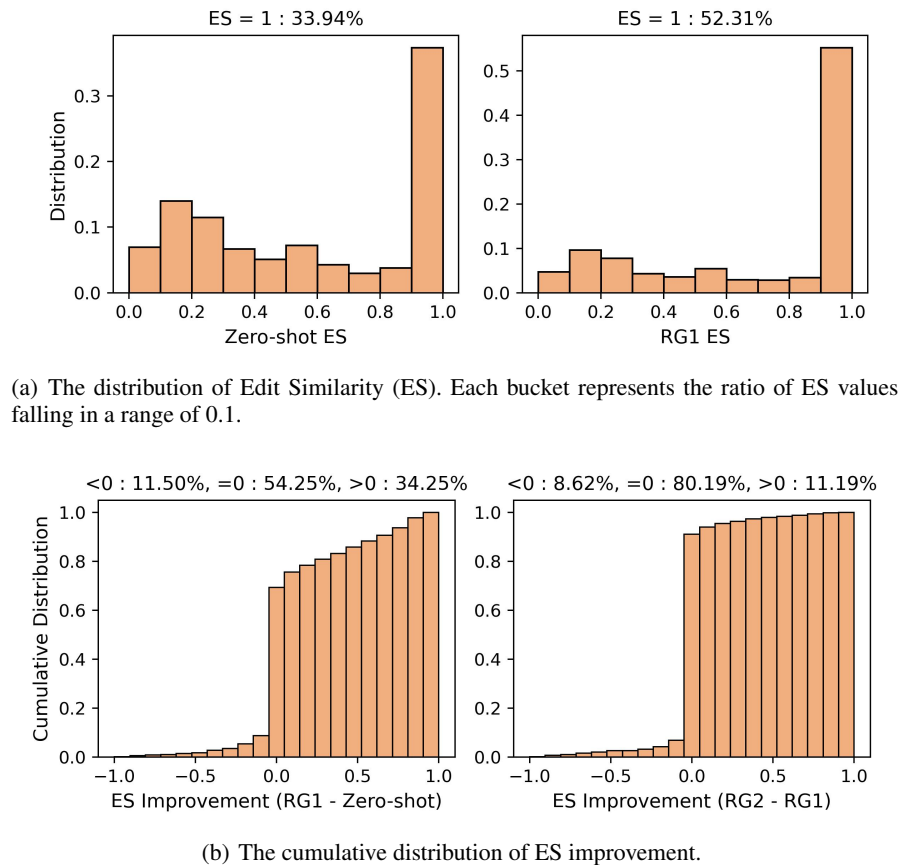 ES = 1 : 33.94%
0.3
0.2
0.1
0.0
Distribution
0.0 0.2 0.4 0.6 0.8 1.0
Zero-shot ES
ES = 1 : 52.31%
0.5
0.4
0.3
0.2
0.1
0.0
0.0 0.2 0.4 0.6 0.8 1.0
RG1 ES
(a) The distribution of Edit Similarity (ES). Each bucket represents the ratio of ES values
falling in a range of 0.1.
<0 : 11.50%, =0 : 54.25%, >0 : 34.25%
1.0
0.8
0.6
0.4
0.2
0.0
Cumulative Distribution
−1.0 −0.5 0.0 0.5 1.0
ES Improvement (RG1 - Zero-shot)
<0 : 8.62%, =0 : 80.19%, >0 : 11.19%
1.0
0.8
0.6
0.4
0.2
0.0
−1.0 −0.5 0.0 0.5 1.0
ES Improvement (RG2 - RG1)
(b) The cumulative distribution of ES improvement.